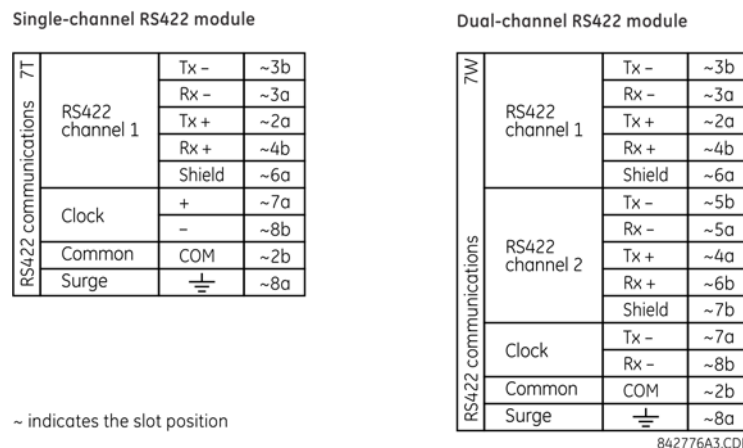 Single-channel RS422 module
RS422 communications 7T
RS422
channel 1
Tx – ~3b
Rx – ~3a
Tx + ~2a
Rx + ~4b
Shield ~6a
Clock
+ ~7a
– ~8b
Common COM ~2b
Surge ~8a
~ indicates the slot position
Dual-channel RS422 module
RS422 communications 7W
RS422
channel 1
Tx – ~3b
Rx – ~3a
Tx + ~2a
Rx + ~4b
Shield ~6a
RS422
channel 2
Tx – ~5b
Rx – ~5a
Tx + ~4a
Rx + ~6b
Shield ~7b
Clock
Tx – ~7a
Rx – ~8b
Common COM ~2b
Surge ~8a
842776A3.CD